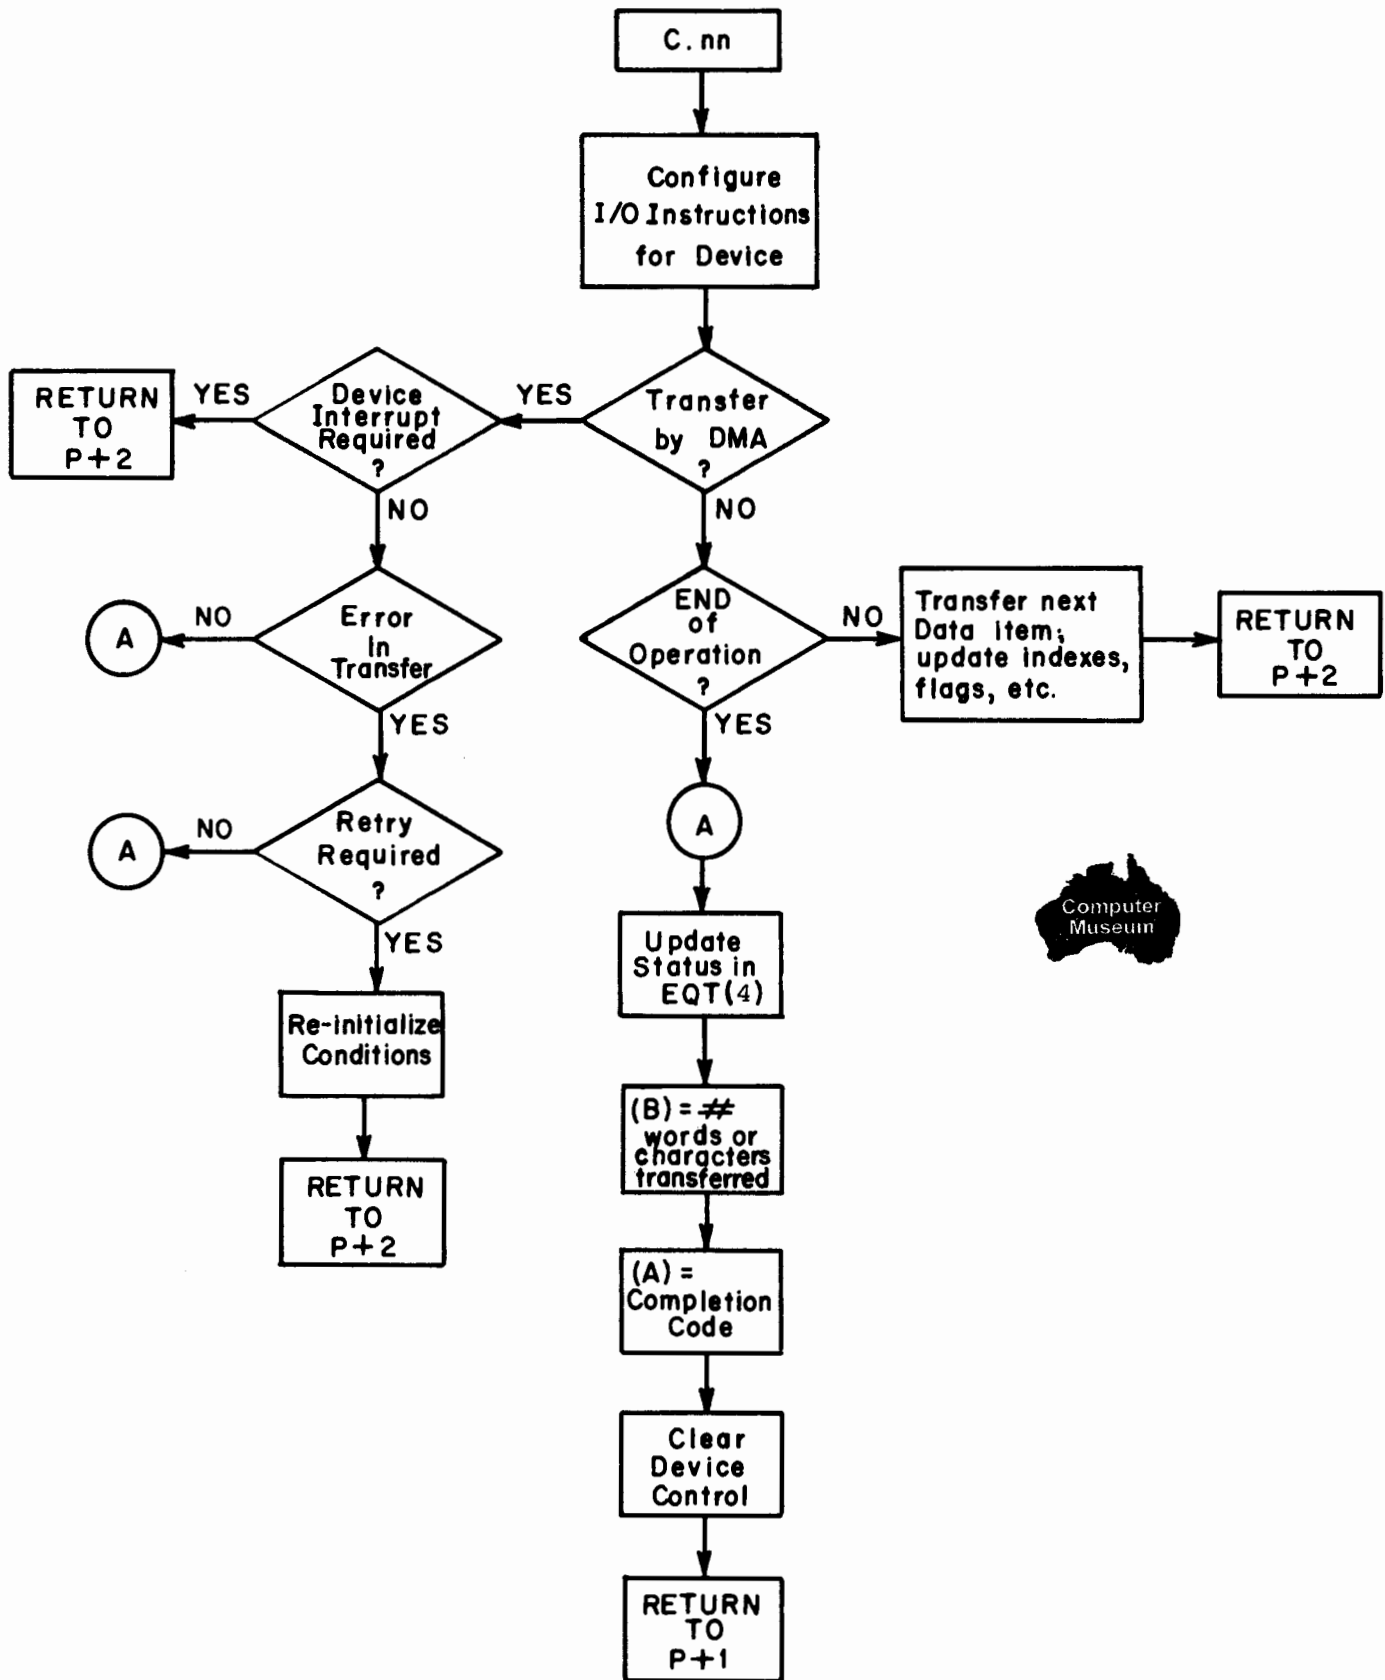 C.nn
Configure
I/O Instructions
for Device
RETURN
TO
P+2
YES
Device
Interrupt
Required
?
YES
Transfer
by DMA
?
NO
NO
A
NO
Error
in
Transfer
YES
END
of
Operation
?
NO
Transfer next
Data item;
update indexes,
flags, etc.
RETURN
TO
P+2
YES
A
NO
Retry
Required
?
YES
A
Computer
Museum
Update
Status in
EQT(4)
Re-initialize
Conditions
(B) = #
words or
characters
transferred
RETURN
TO
P+2
(A) =
Completion
Code
Clear
Device
Control
RETURN
TO
P+1